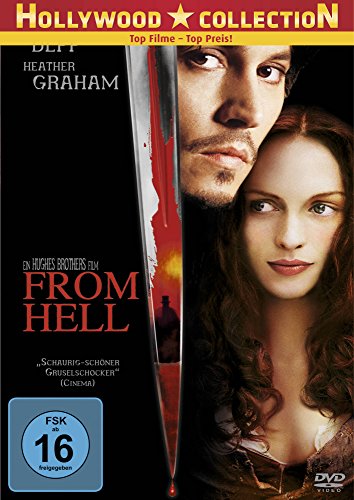 HOLLYWOOD ★ COLLECTION
Top Filme – Top Preis!
DEPP
HEATHER
GRAHAM
EIN HUGHES BROTHERS FILM
FROM
HELL
„SCHAURIG-SCHÖNER
GRUSELSCHOCKER“
(CINEMA)
FSK
ab
16
freigegeben
DVD
VIDEO